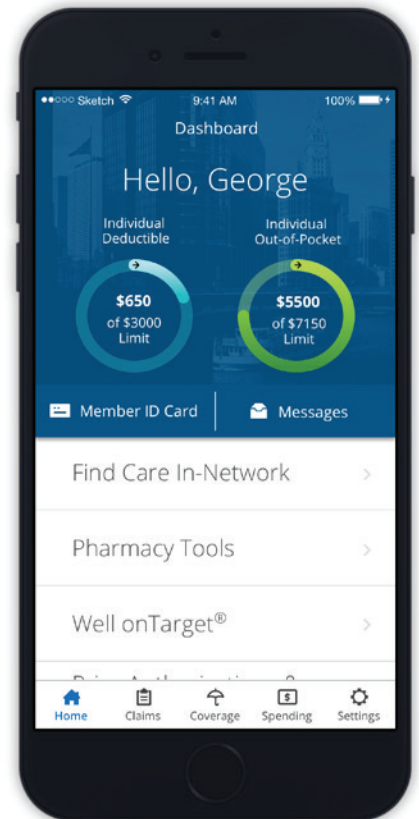 Sketch 9:41 AM 100%
Dashboard
Hello, George
Individual
Deductible
$650
of $3000
Limit
Individual
Out-of-Pocket
$5500
of $7150
Limit
Member ID Card
Messages
Find Care In-Network
Pharmacy Tools
Well onTarget®
Home Claims Coverage Spending Settings